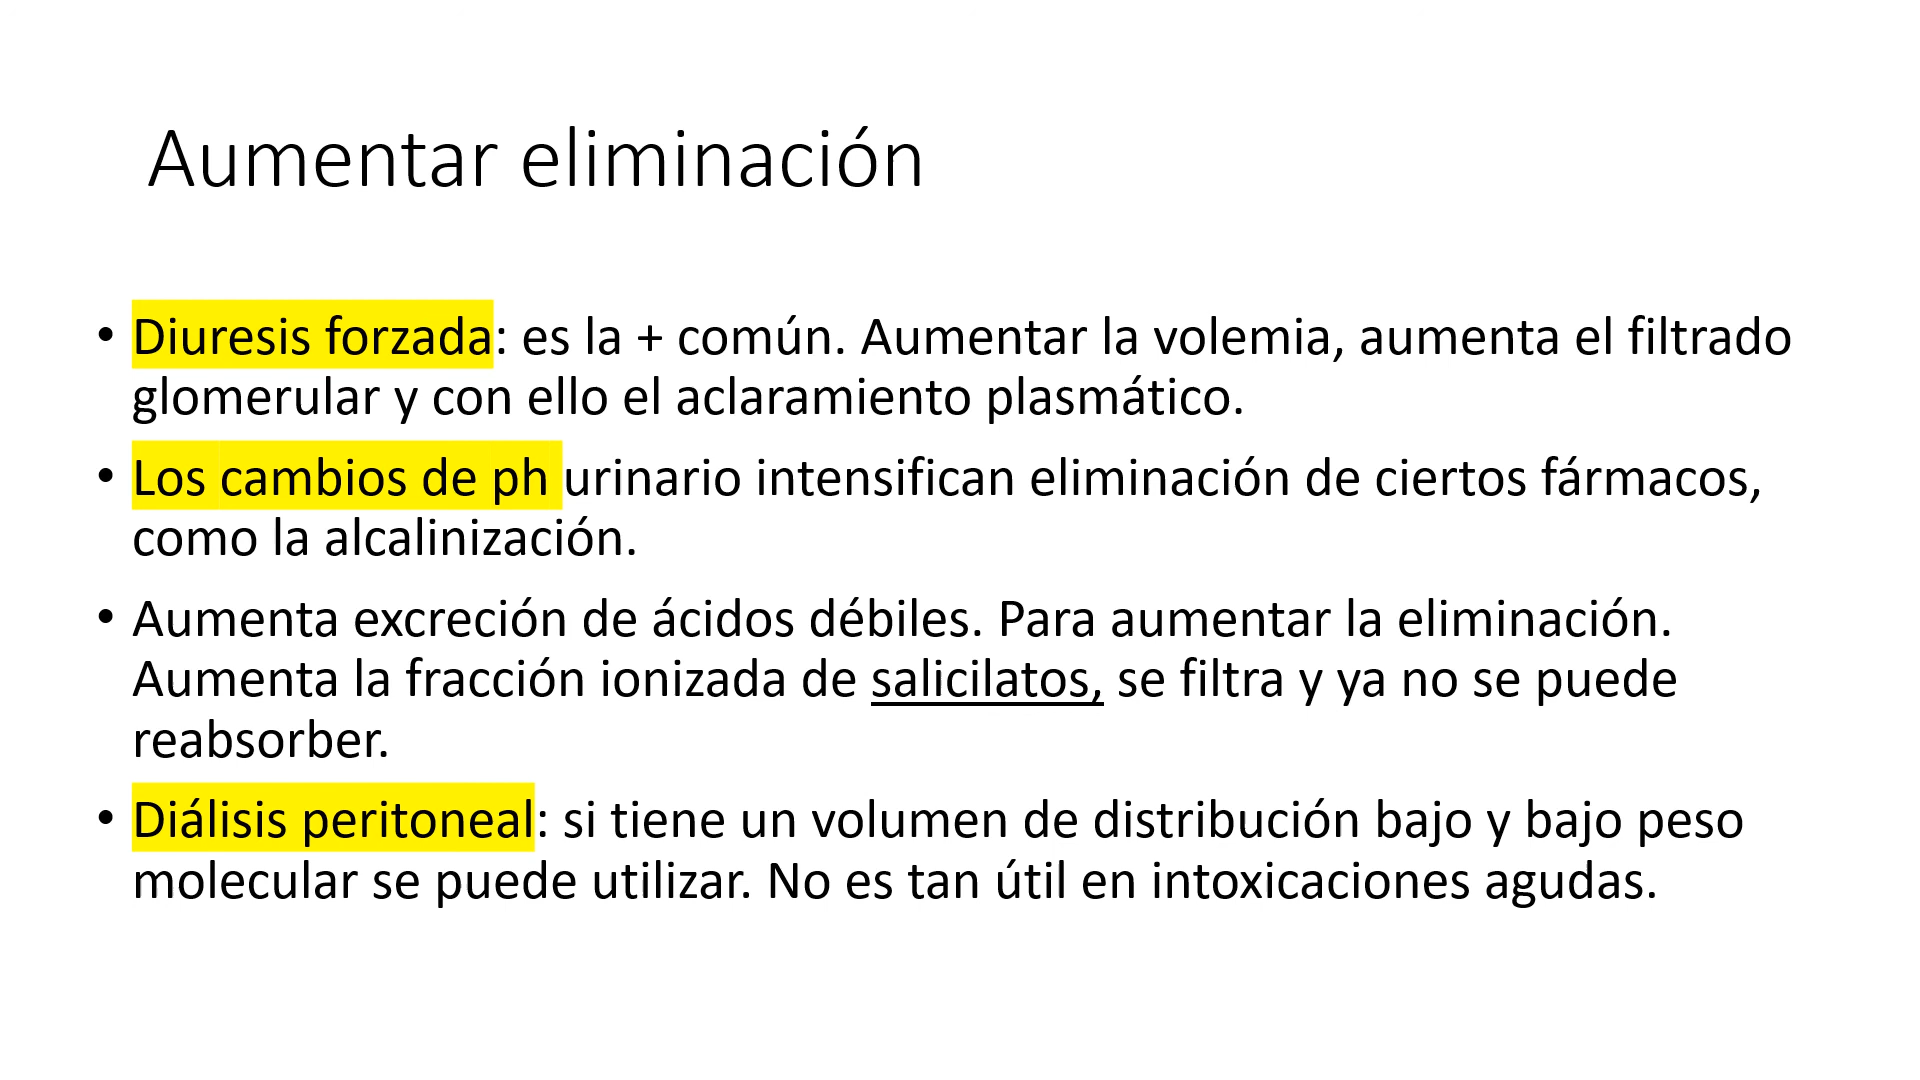 Aumentar eliminación
• Diuresis forzada: es la + común. Aumentar la volemia, aumenta el filtrado
glomerular y con ello el aclaramiento plasmático.
• Los cambios de ph urinario intensifican eliminación de ciertos fármacos,
como la alcalinización.
• Aumenta excreción de ácidos débiles. Para aumentar la eliminación.
Aumenta la fracción ionizada de salicilatos, se filtra y ya no se puede
reabsorber.
• Diálisis peritoneal: si tiene un volumen de distribución bajo y bajo peso
molecular se puede utilizar. No es tan útil en intoxicaciones agudas.